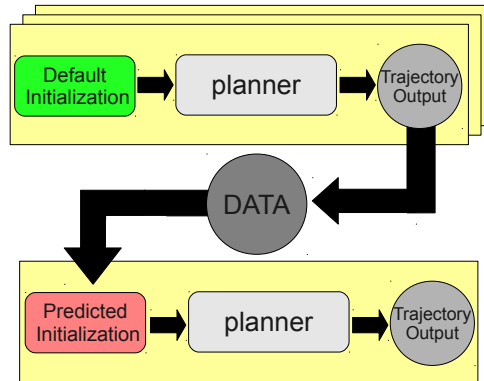 Default
Initialization
planner
Trajectory
Output
DATA
Predicted
Initialization
planner
Trajectory
Output